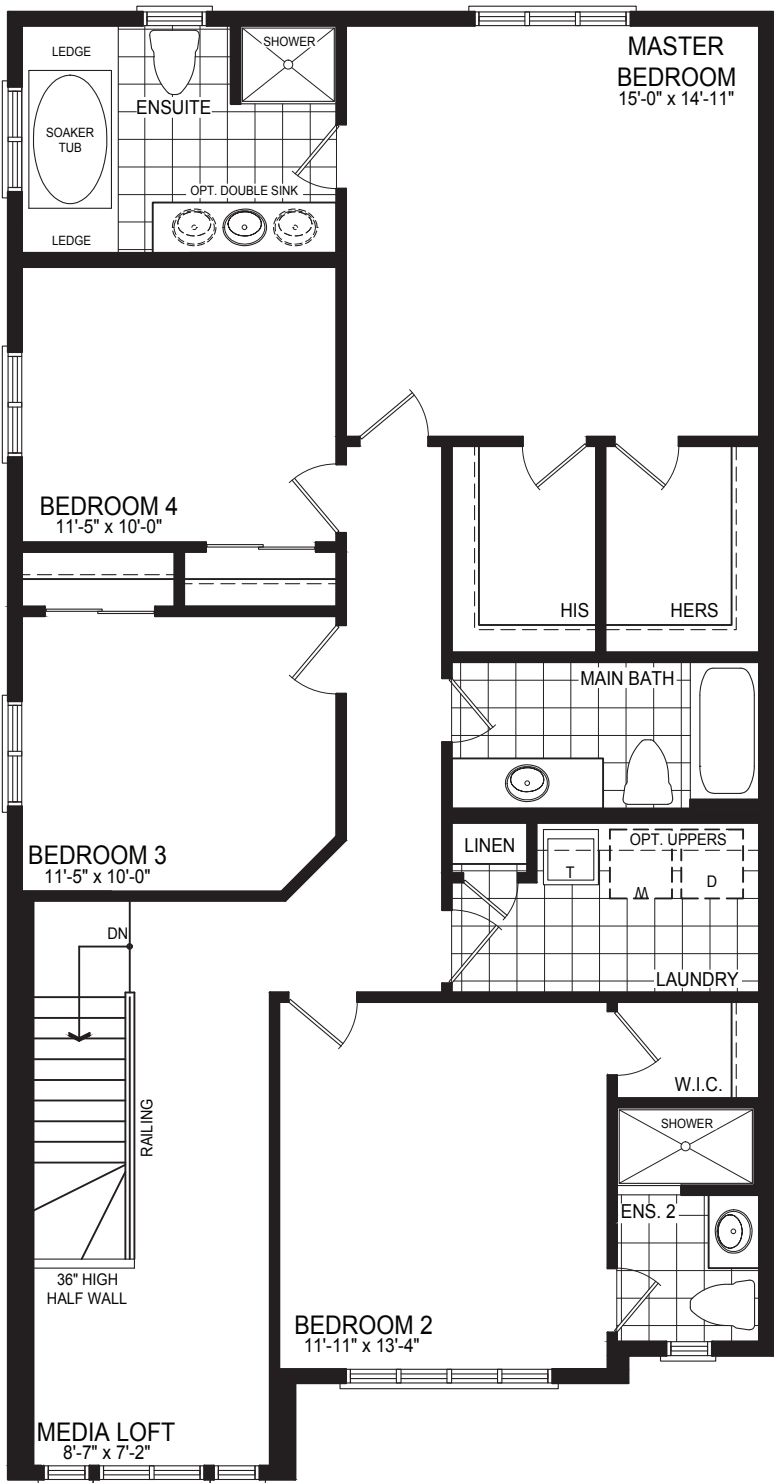 LEDGE
SHOWER
MASTER
BEDROOM
15'-0" x 14'-11"
ENSUITE
SOAKER
TUB
OPT. DOUBLE SINK
LEDGE
BEDROOM 4
11'-5" x 10'-0"
HIS
HERS
MAIN BATH
BEDROOM 3
11'-5" x 10'-0"
LINEN
OPT. UPPERS
T
W
D
LAUNDRY
DN
RAILING
W.I.C.
SHOWER
ENS. 2
36" HIGH
HALF WALL
BEDROOM 2
11'-11" x 13'-4"
MEDIA LOFT
8'-7" x 7'-2"